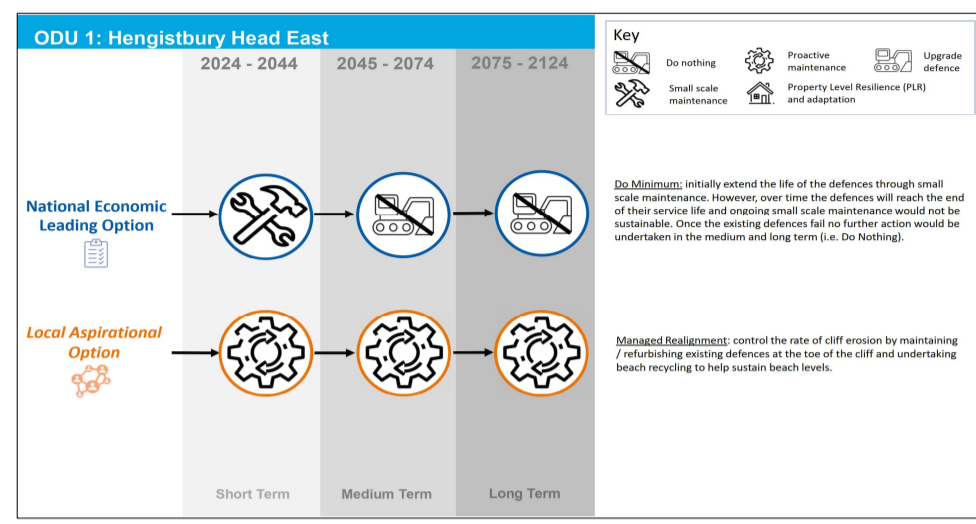 ODU 1: Hengistbury Head East
2024 - 2044
2045 - 2074
2075 - 2124
Key
Do nothing
Proactive
maintenance
Upgrade
defence
Small scale
maintenance
Property Level Resilience (PLR)
and adaptation
National Economic
Leading Option
Do Minimum: initially extend the life of the defences through small
scale maintenance. However, over time the defences will reach the end
of their service life and ongoing small scale maintenance would not be
sustainable. Once the existing defences fail no further action would be
undertaken in the medium and long term (i.e. Do Nothing).
Local Aspirational
Option
Managed Realignment: control the rate of cliff erosion by maintaining
/ refurbishing existing defences at the toe of the cliff and undertaking
beach recycling to help sustain beach levels.
Short Term
Medium Term
Long Term